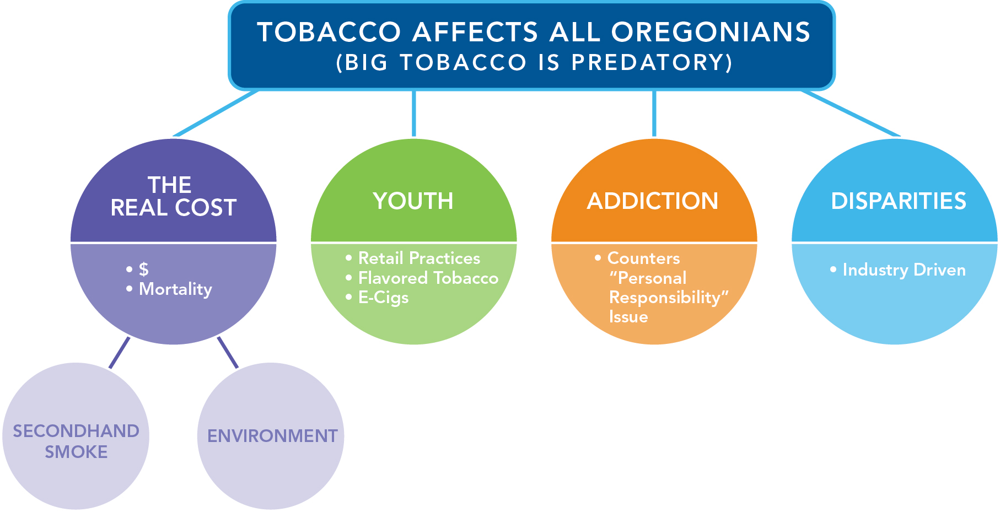 TOBACCO AFFECTS ALL OREGONIANS
(BIG TOBACCO IS PREDATORY)
THE
REAL COST
• $
• Mortality
YOUTH
• Retail Practices
• Flavored Tobacco
• E-Cigs
ADDICTION
• Counters
“Personal
Responsibility”
Issue
DISPARITIES
• Industry Driven
SECONDHAND
SMOKE
ENVIRONMENT